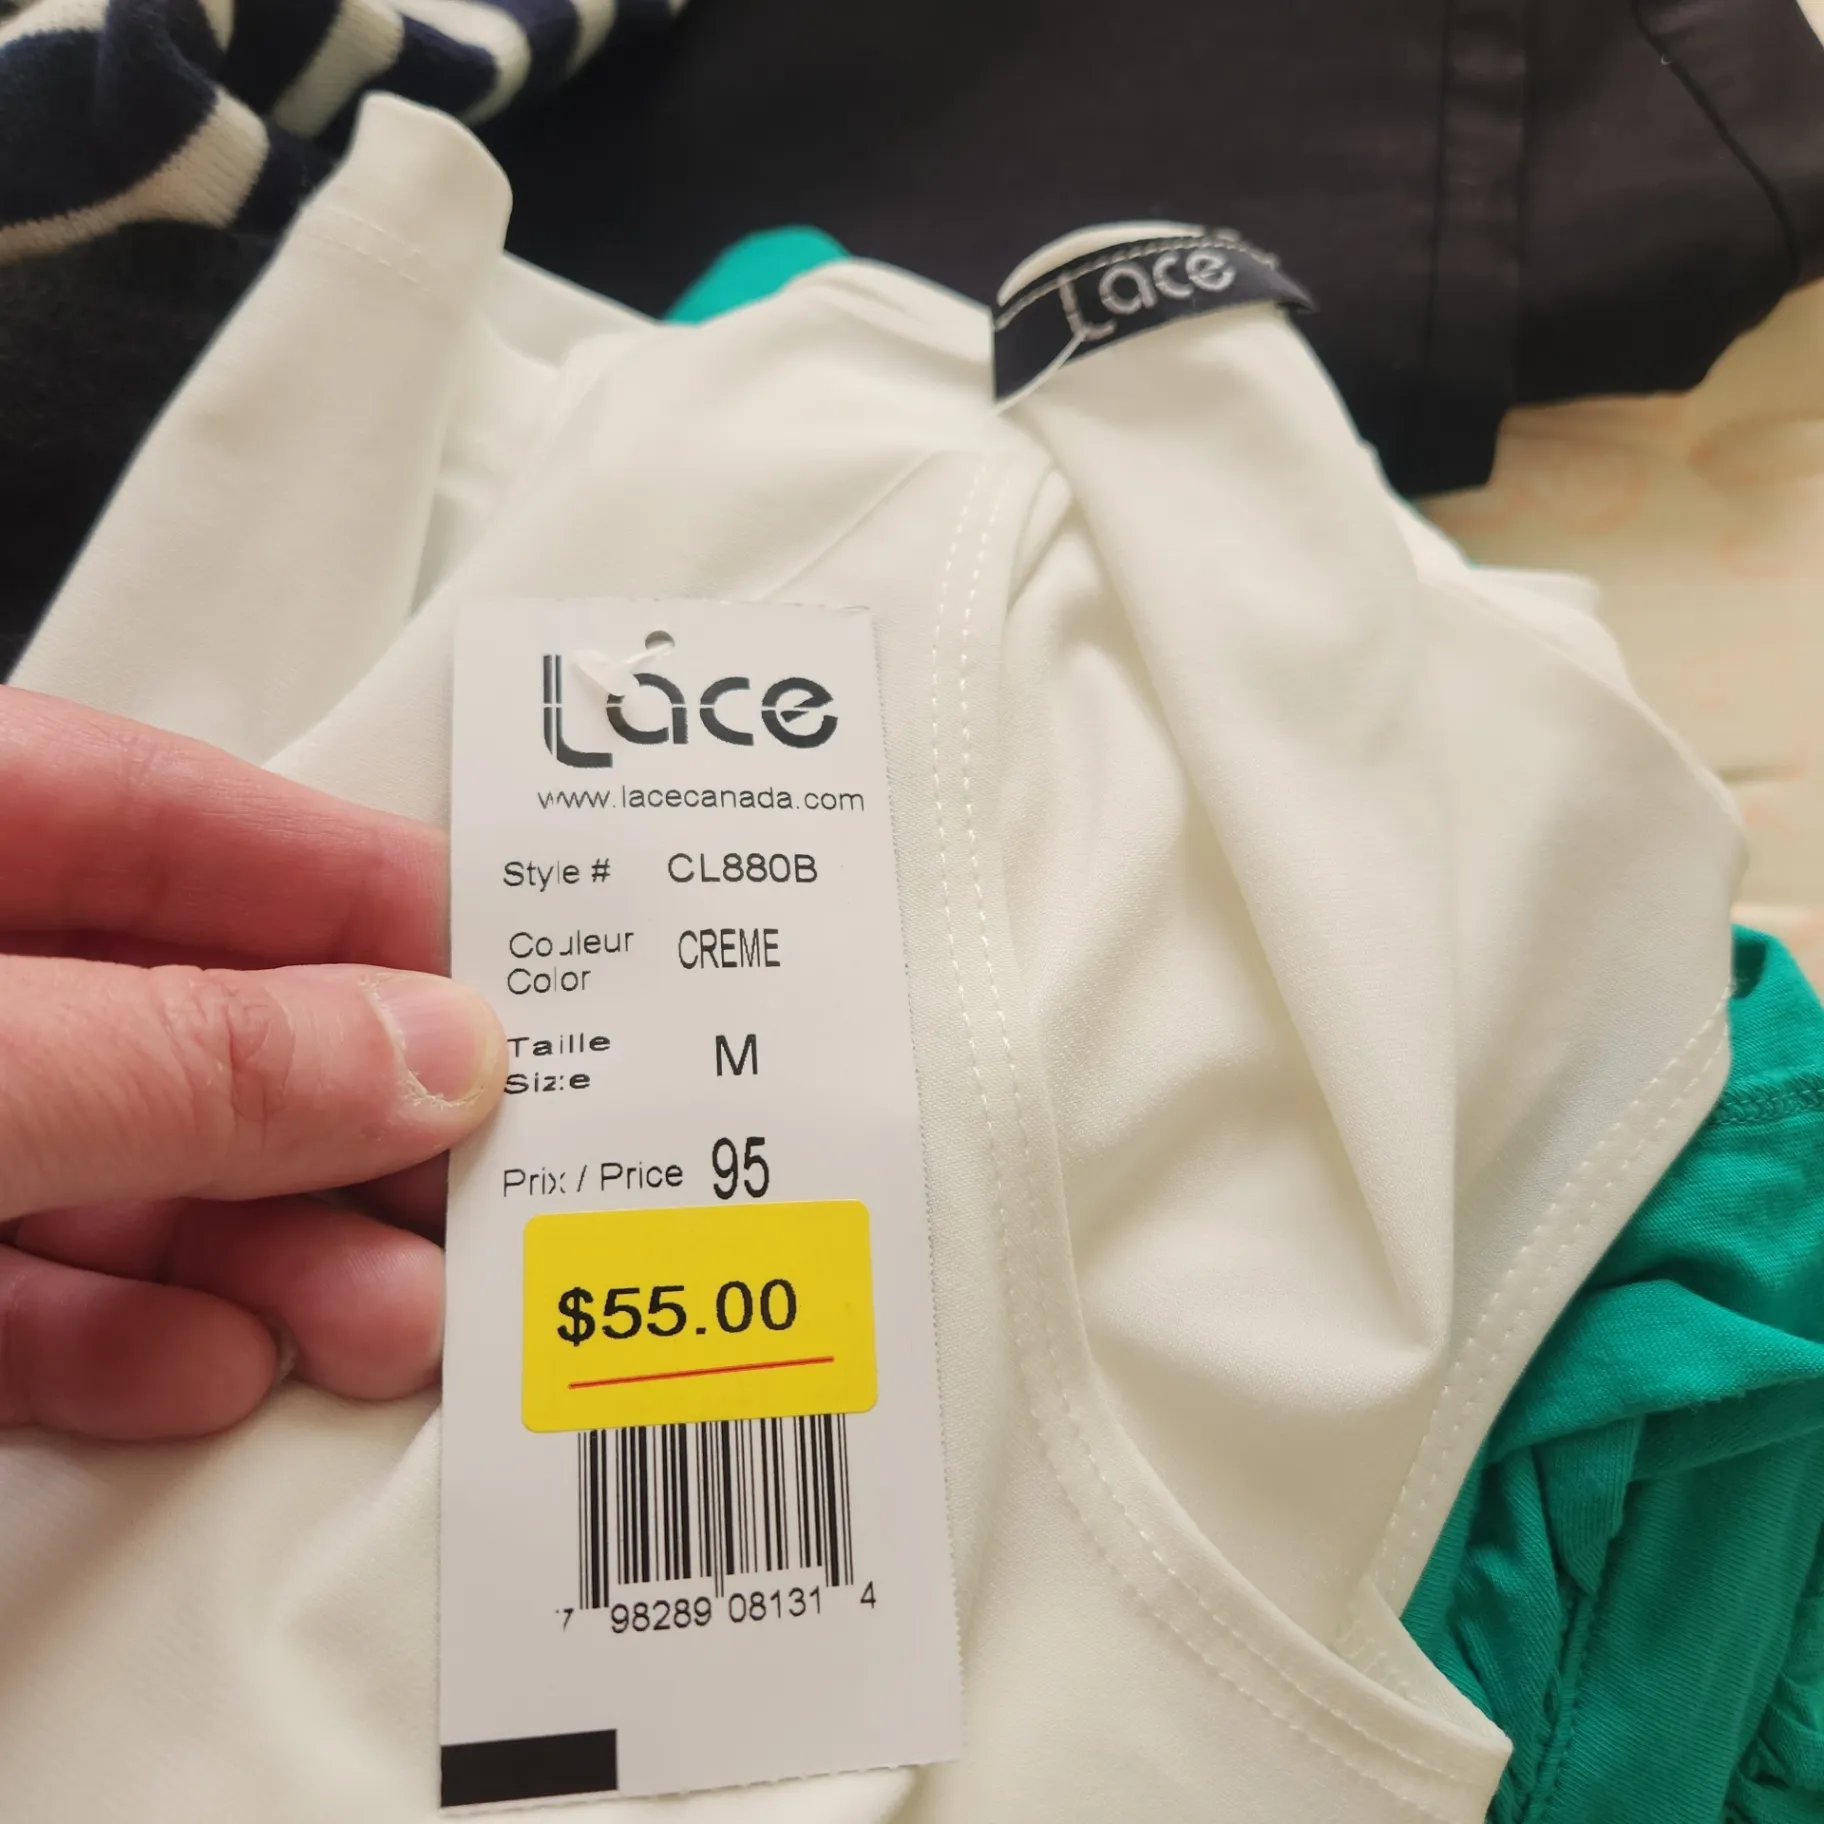 Lace
Lace
www.lacecanada.com
Style # CL880B
Couleur
Color CREME
Taille
Size M
Prix / Price 95
$55.00
7 98289 08131 4